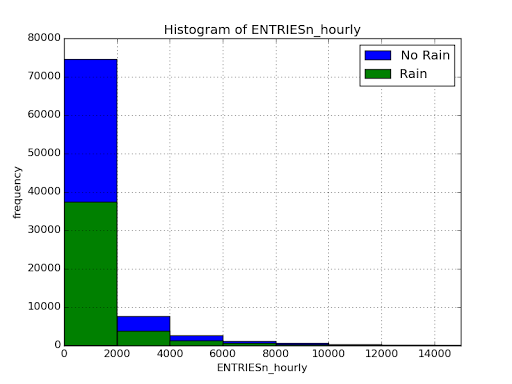 Histogram of ENTRIESn_hourly
80000
70000
60000
50000
40000
30000
20000
10000
0
frequency
No Rain
Rain
0 2000 4000 6000 8000 10000 12000 14000
ENTRIESn_hourly